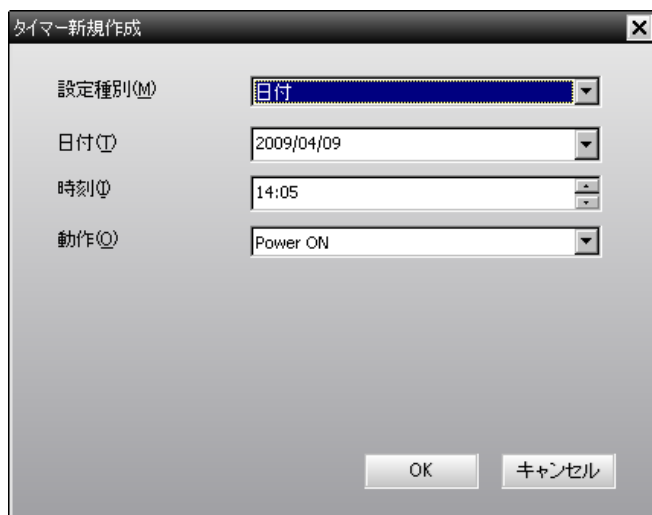 タイマー新規作成
設定種別(M) 日付
日付(T) 2009/04/09
時刻(I) 14:05
動作(O) Power ON
OK キャンセル